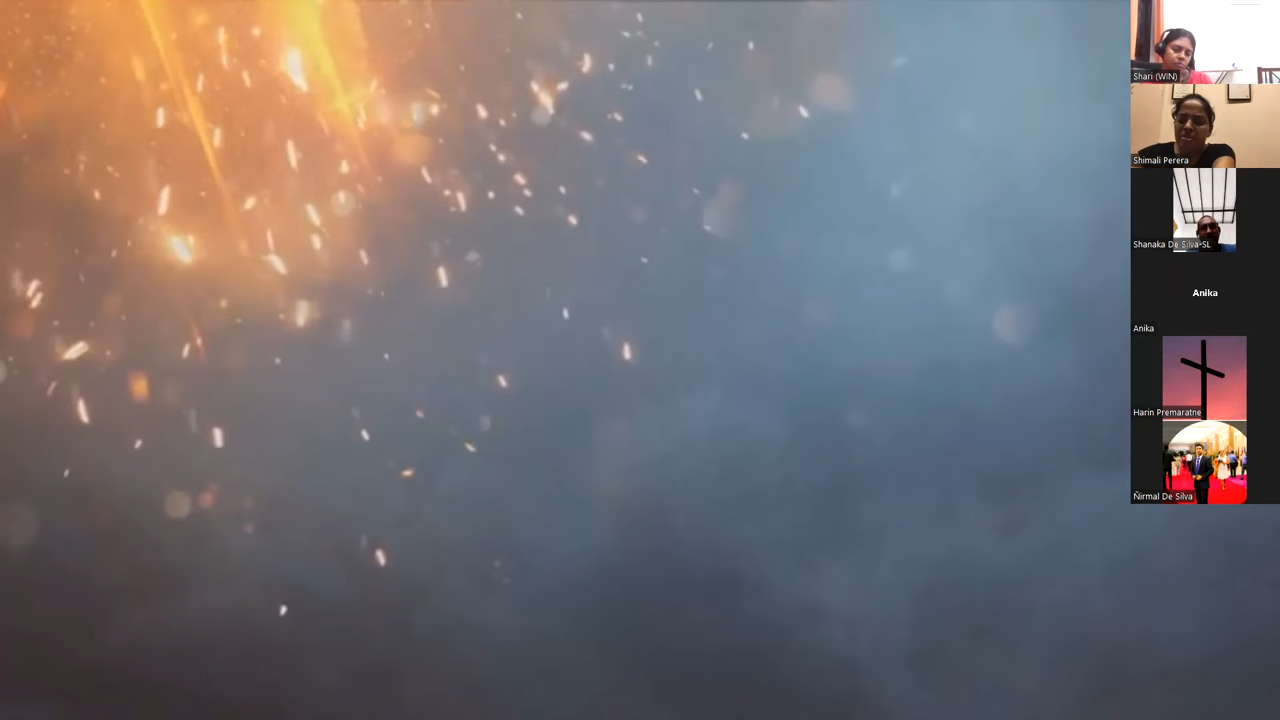 Shari (WIN)
Shimali Perera
Shanaka De Silva-SL
Anika
Anika
Harin Premaratne
Nirmal De Silva